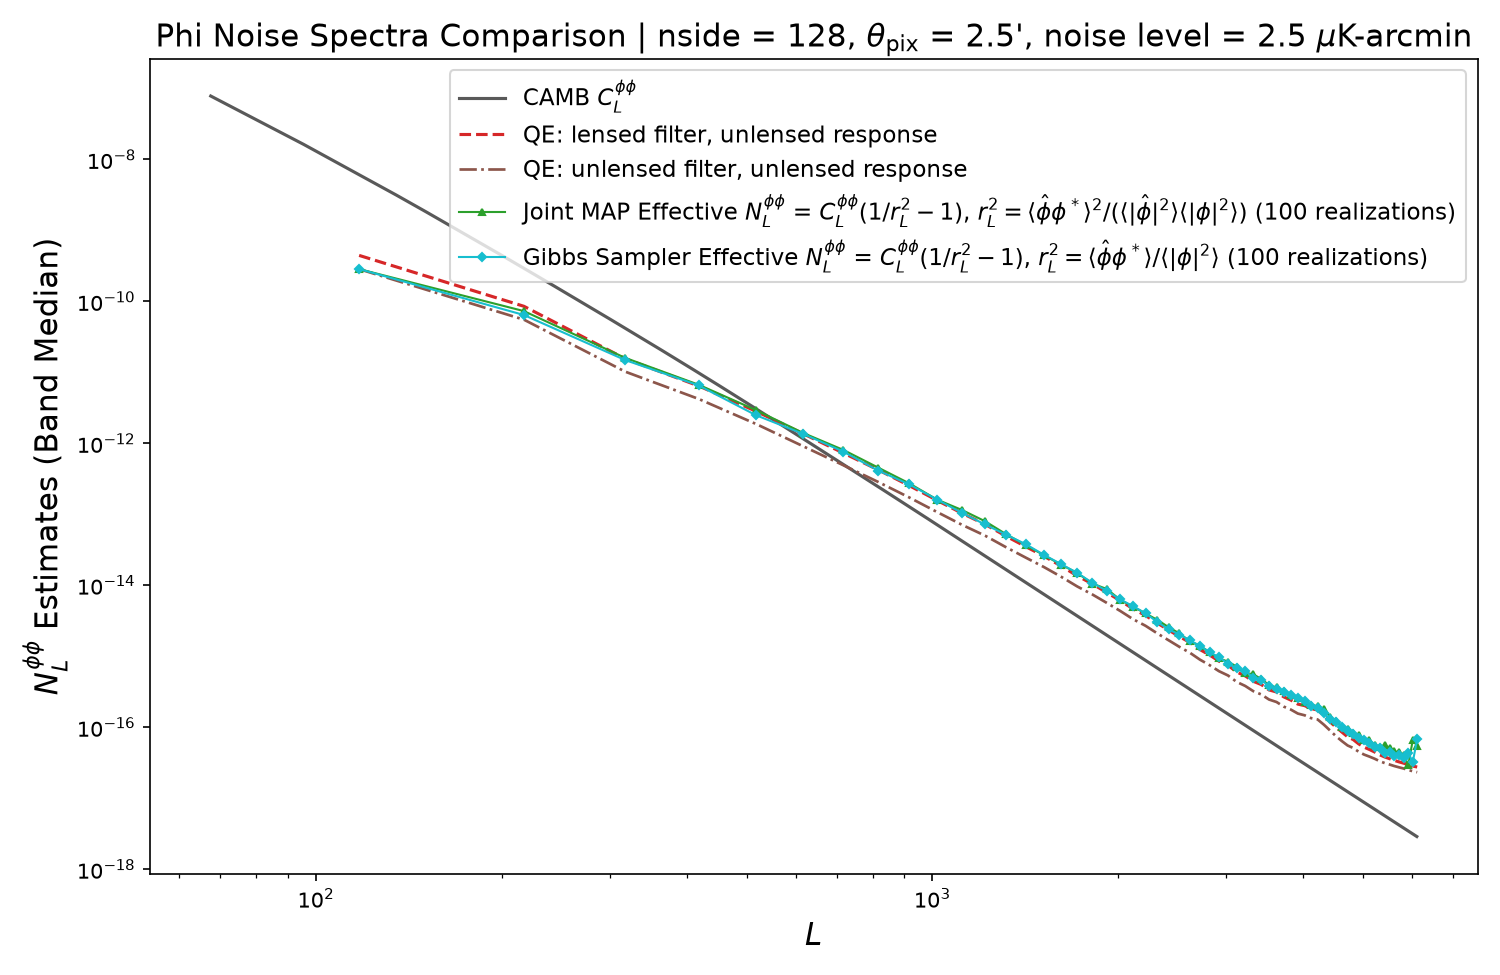 Phi Noise Spectra Comparison | nside = 128, θ_pix = 2.5', noise level = 2.5 μK-arcmin
CAMB C_L^{ϕϕ}
QE: lensed filter, unlensed response
QE: unlensed filter, unlensed response
Joint MAP Effective N_L^{ϕϕ} = C_L^{ϕϕ}(1/r_L^2 − 1), r_L^2 = ⟨ϕ̂ϕ*⟩^2/(⟨|ϕ̂|^2⟩⟨|ϕ|^2⟩) (100 realizations)
Gibbs Sampler Effective N_L^{ϕϕ} = C_L^{ϕϕ}(1/r_L^2 − 1), r_L^2 = ⟨ϕ̂ϕ*⟩/⟨|ϕ|^2⟩ (100 realizations)
N_L^{ϕϕ} Estimates (Band Median)
10^{−8}
10^{−10}
10^{−12}
10^{−14}
10^{−16}
10^{−18}
10^2
10^3
L